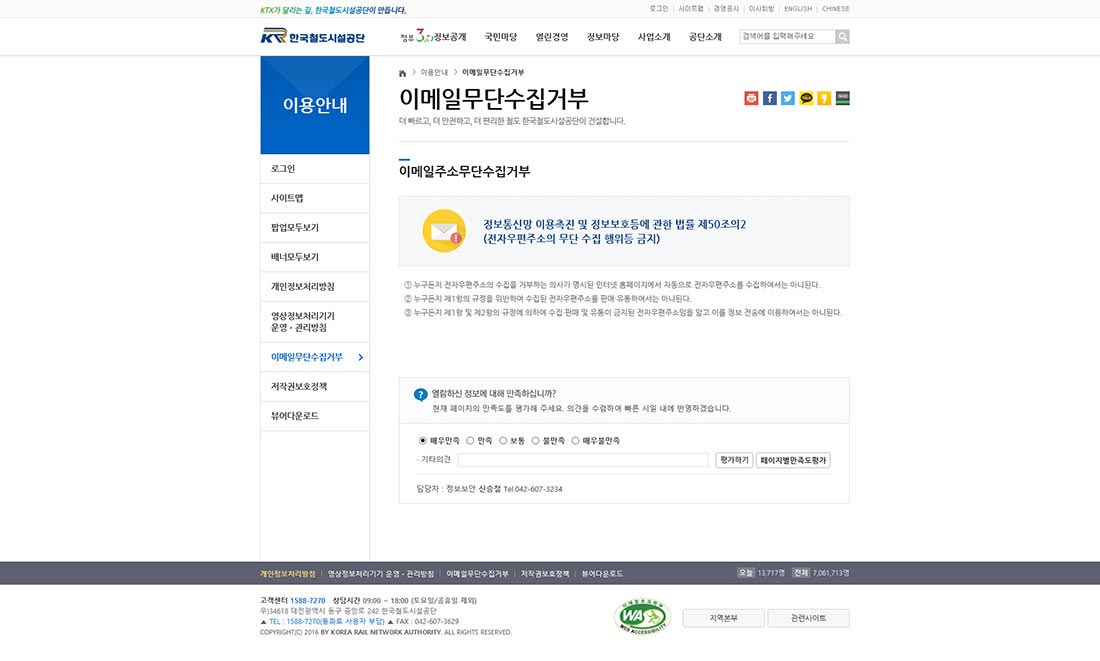 KTX가 달리는 길, 한국철도시설공단이 만듭니다.
로그인 사이트맵 경영공시 이사회방 ENGLISH CHINESE
KR 한국철도시설공단
정부 3.0 정보공개 국민마당 열린경영 정보마당 사업소개 공단소개 검색어를 입력해주세요
이용안내
로그인
사이트맵
팝업모두보기
배너모두보기
개인정보처리방침
영상정보처리기기
운영 · 관리방침
이메일무단수집거부
저작권보호정책
뷰어다운로드
> 이용안내 > 이메일무단수집거부
이메일무단수집거부
더 빠르고, 더 안전하고, 더 편리한 철도 한국철도시설공단이 건설합니다.
이메일주소무단수집거부
정보통신망 이용촉진 및 정보보호등에 관한 법률 제50조의2
(전자우편주소의 무단 수집 행위등 금지)
① 누구든지 전자우편주소의 수집을 거부하는 의사가 명시된 인터넷 홈페이지에서 자동으로 전자우편주소를 수집하여서는 아니된다.
② 누구든지 제1항의 규정을 위반하여 수집된 전자우편주소를 판매·유통하여서는 아니된다.
③ 누구든지 제1항 및 제2항의 규정에 의하여 수집·판매 및 유통이 금지된 전자우편주소임을 알고 이를 정보 전송에 이용하여서는 아니된다.
? 열람하신 정보에 대해 만족하십니까?
현재 페이지의 만족도를 평가해 주세요. 의견을 수렴하여 빠른 시일 내에 반영하겠습니다.
매우만족 만족 보통 불만족 매우불만족
· 기타의견 평가하기 페이지별만족도평가
담당자 : 정보보안 신승철 Tel.042-607-3234
개인정보처리방침 영상정보처리기기 운영 · 관리방침 이메일무단수집거부 저작권보호정책 뷰어다운로드 오늘 13,717명 전체 7,061,713명
고객센터 1588-7270 상담시간 09:00 ~ 18:00 (토요일/공휴일 제외)
우)34618 대전광역시 동구 중앙로 242 한국철도시설공단
▲ TEL : 1588-7270(통화료 사용자 부담) ▲ FAX : 042-607-3629
COPYRIGHT(C) 2016 BY KOREA RAIL NETWORK AUTHORITY. ALL RIGHTS RESERVED.
WA
WEB ACCESSIBILITY
지역본부 관련사이트